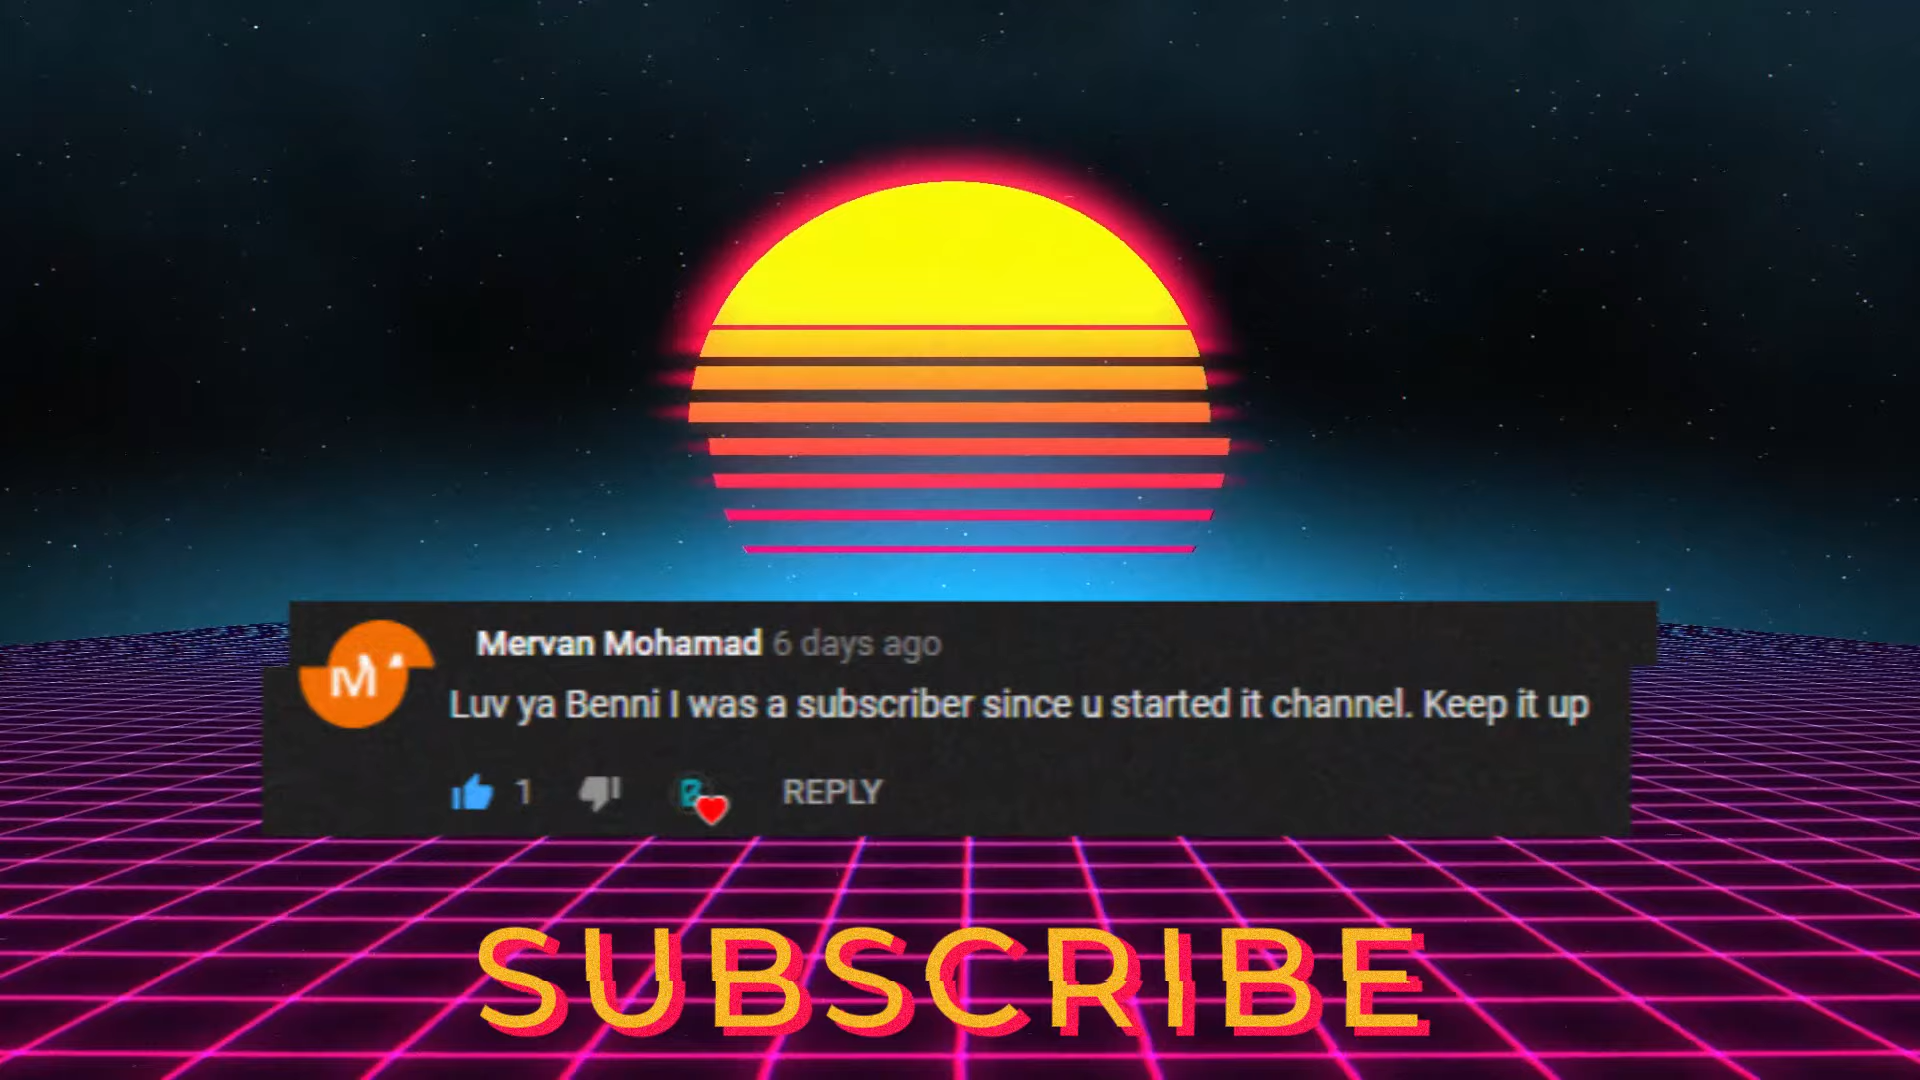 M
Mervan Mohamad 6 days ago
Luv ya Benni I was a subscriber since u started it channel. Keep it up
1
B
REPLY
SUBSCRIBE